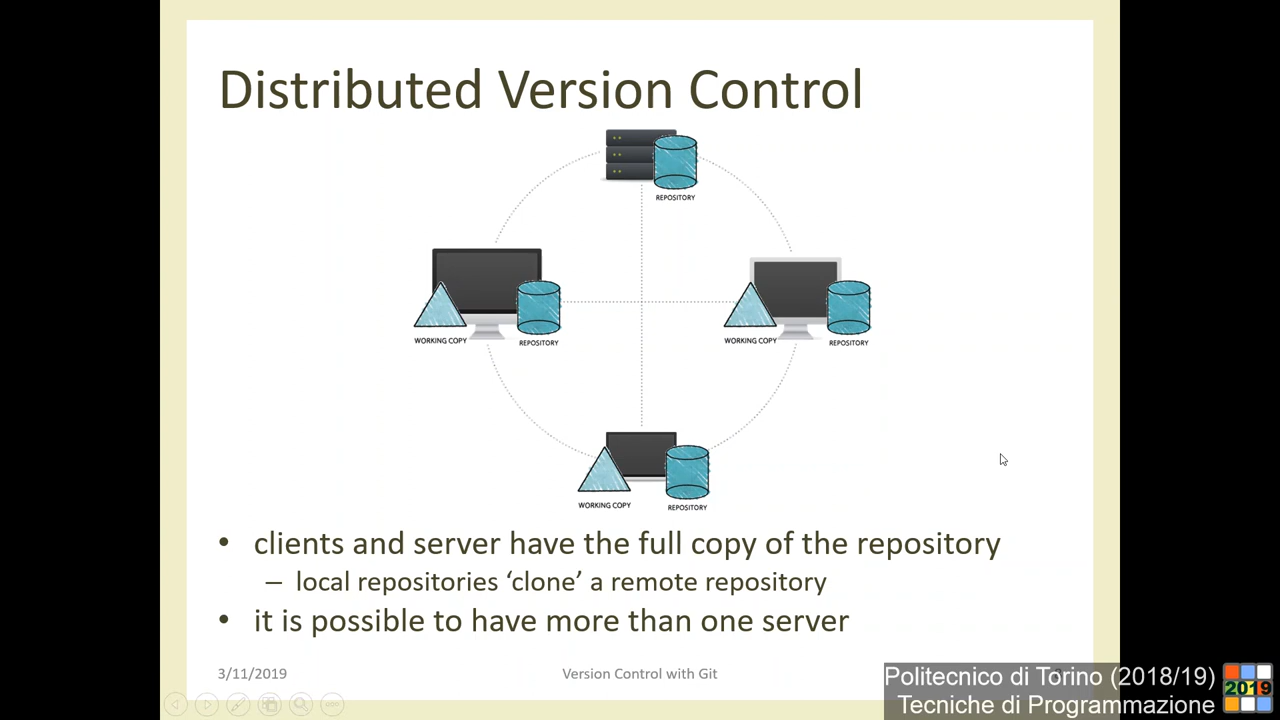 Distributed Version Control
REPOSITORY
WORKING COPY
REPOSITORY
WORKING COPY
REPOSITORY
WORKING COPY
REPOSITORY
• clients and server have the full copy of the repository
– local repositories ‘clone’ a remote repository
• it is possible to have more than one server
3/11/2019
Version Control with Git
Politecnico di Torino (2018/19)
Tecniche di Programmazione
2019